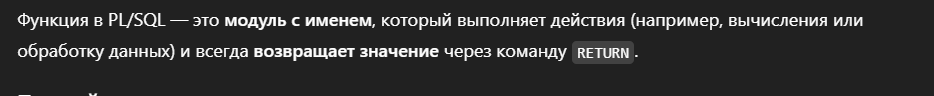 Функция в PL/SQL — это модуль с именем, который выполняет действия (например, вычисления или
обработку данных) и всегда возвращает значение через команду RETURN.